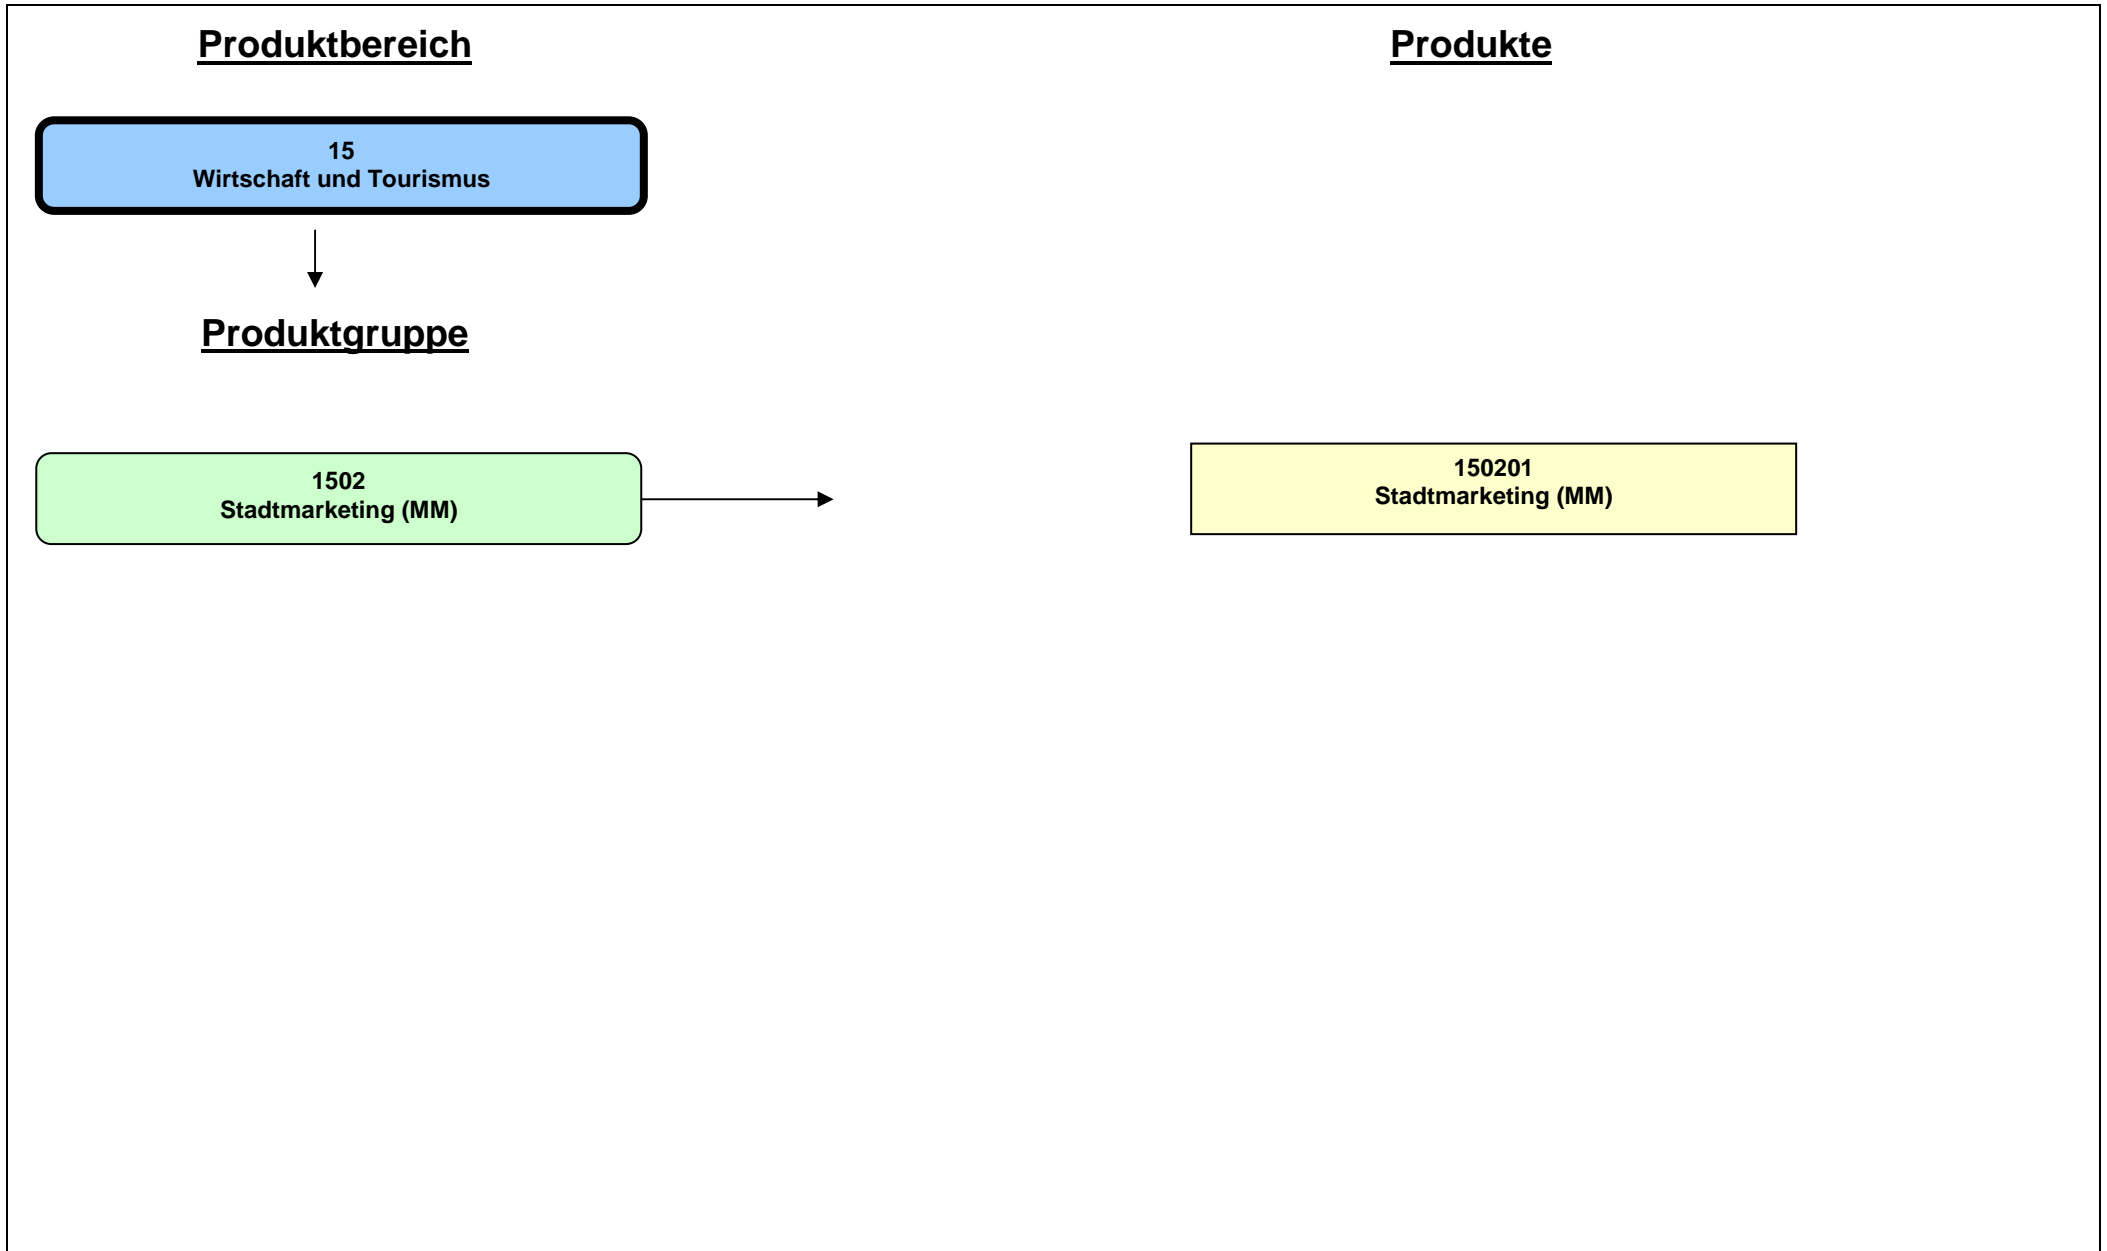 Produktbereich
Produkte
15
Wirtschaft und Tourismus
Produktgruppe
1502
Stadtmarketing (MM)
150201
Stadtmarketing (MM)